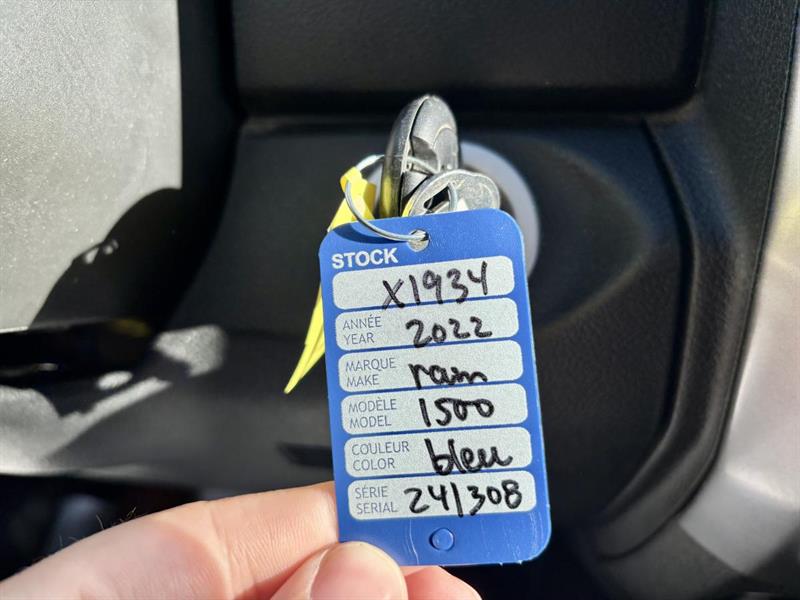 STOCK
X1934
ANNÉE
YEAR 2022
MARQUE
MAKE ram
MODÈLE
MODEL 1500
COULEUR
COLOR bleu
SÉRIE
SERIAL 241308